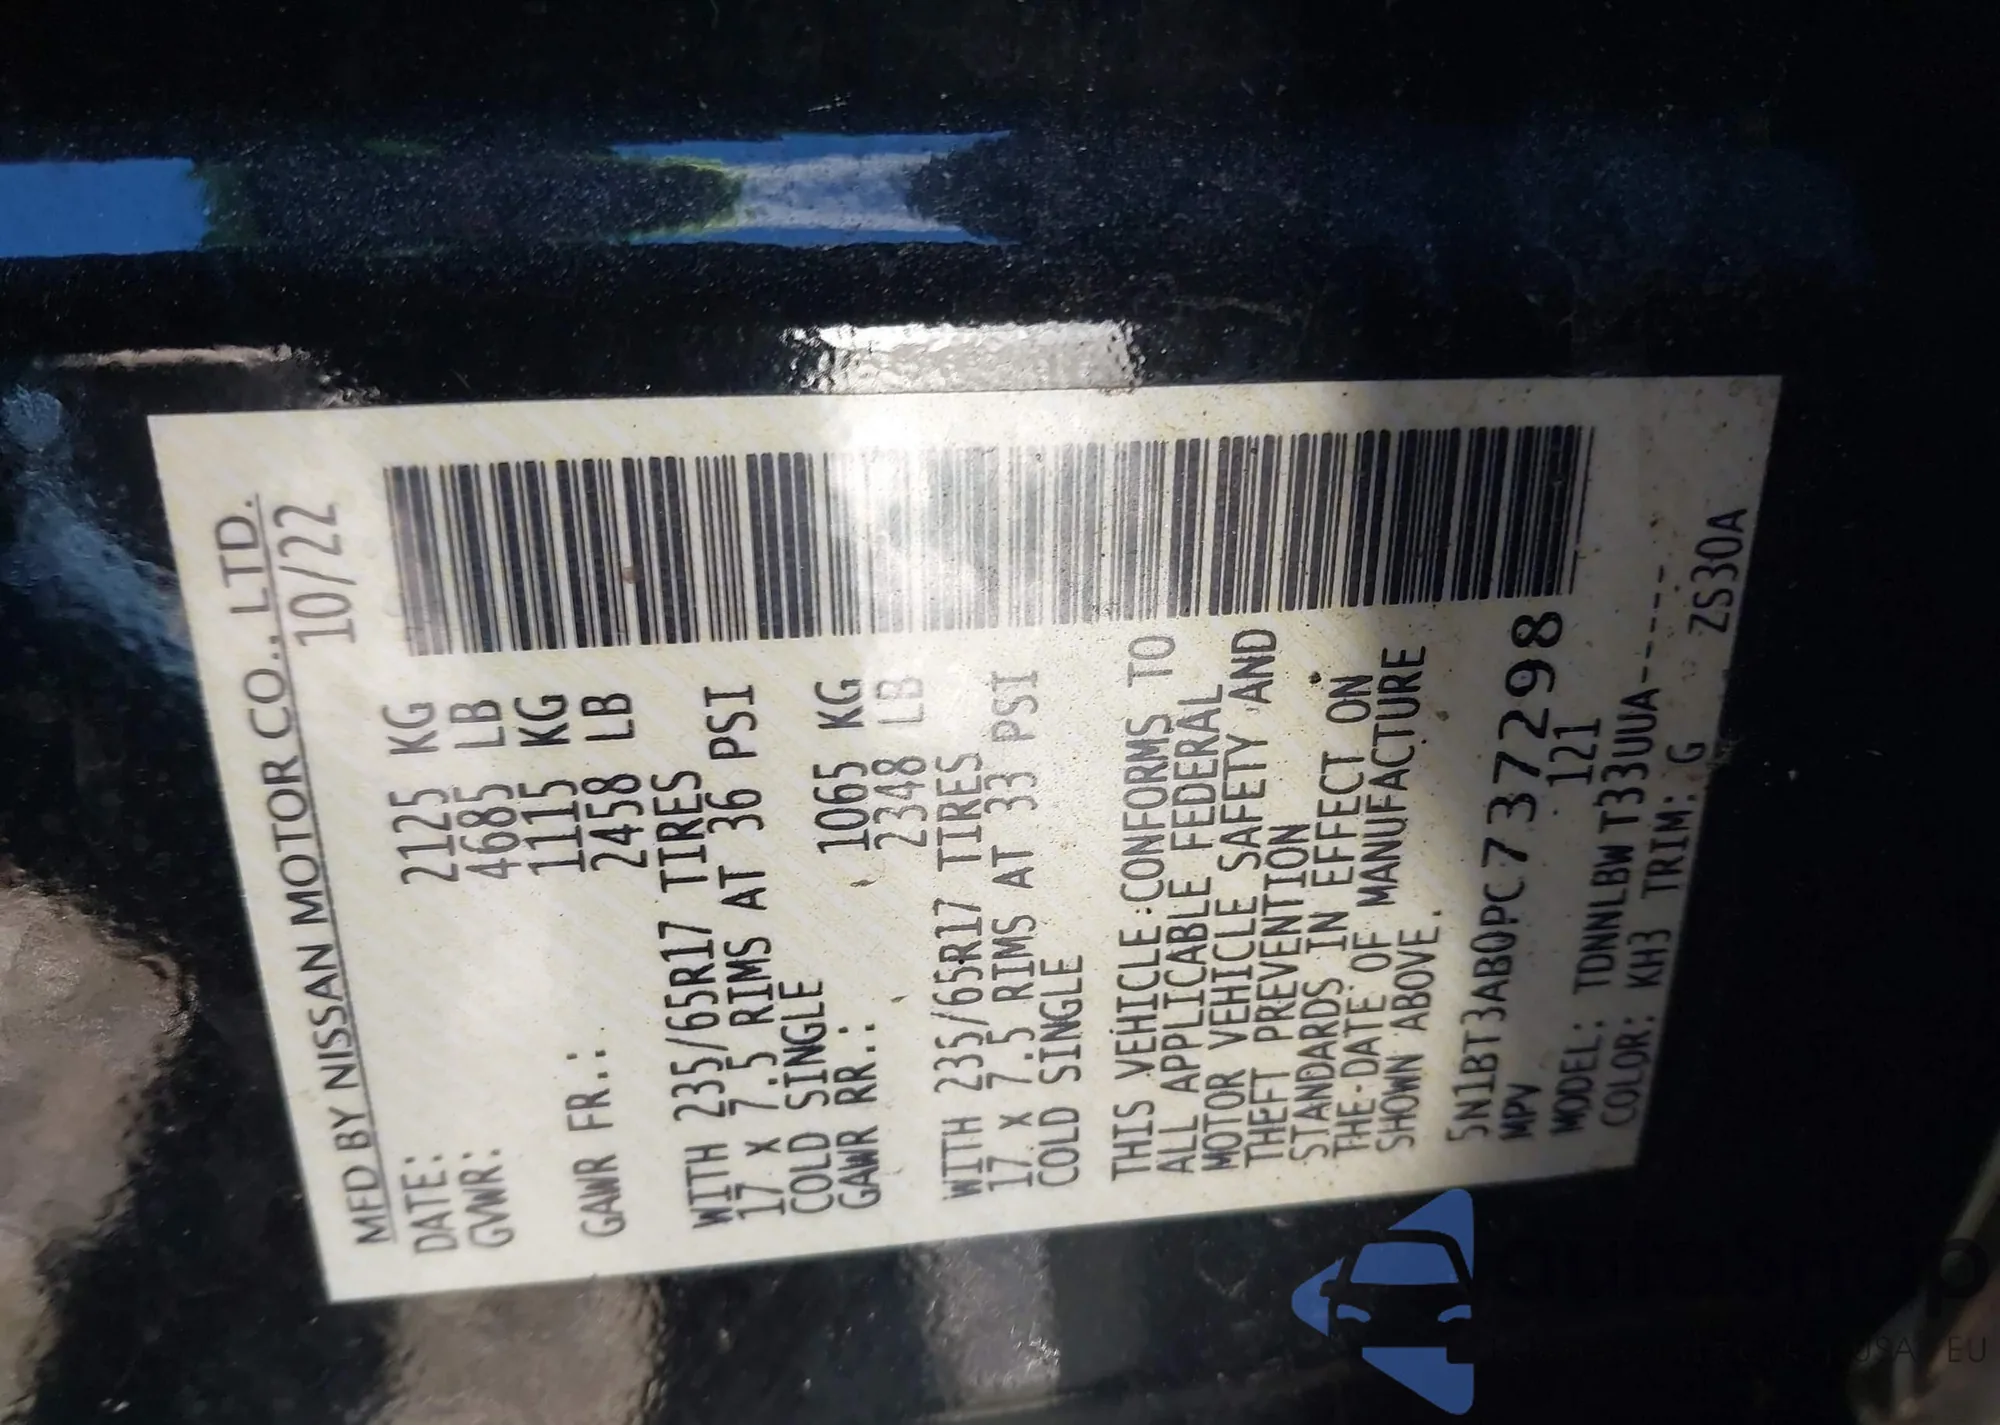 MFD BY NISSAN MOTOR CO., LTD.
DATE: 10/22
GVWR: 2125 KG
4685 LB
GAWR FR.: 1115 KG
2458 LB
WITH 235/65R17 TIRES
17 X 7.5 RIMS AT 36 PSI
COLD SINGLE
GAWR RR.: 1065 KG
2348 LB
WITH 235/65R17 TIRES
17 X 7.5 RIMS AT 33 PSI
COLD SINGLE
THIS VEHICLE CONFORMS TO
ALL APPLICABLE FEDERAL
MOTOR VEHICLE SAFETY AND
THEFT PREVENTION
STANDARDS IN EFFECT ON
THE DATE OF MANUFACTURE
SHOWN ABOVE.
5N1BT3AB0PC737298
MPV 121
MODEL: TDNNLBW T33UUA-----
COLOR: KH3 TRIM: G ZS30A
EU